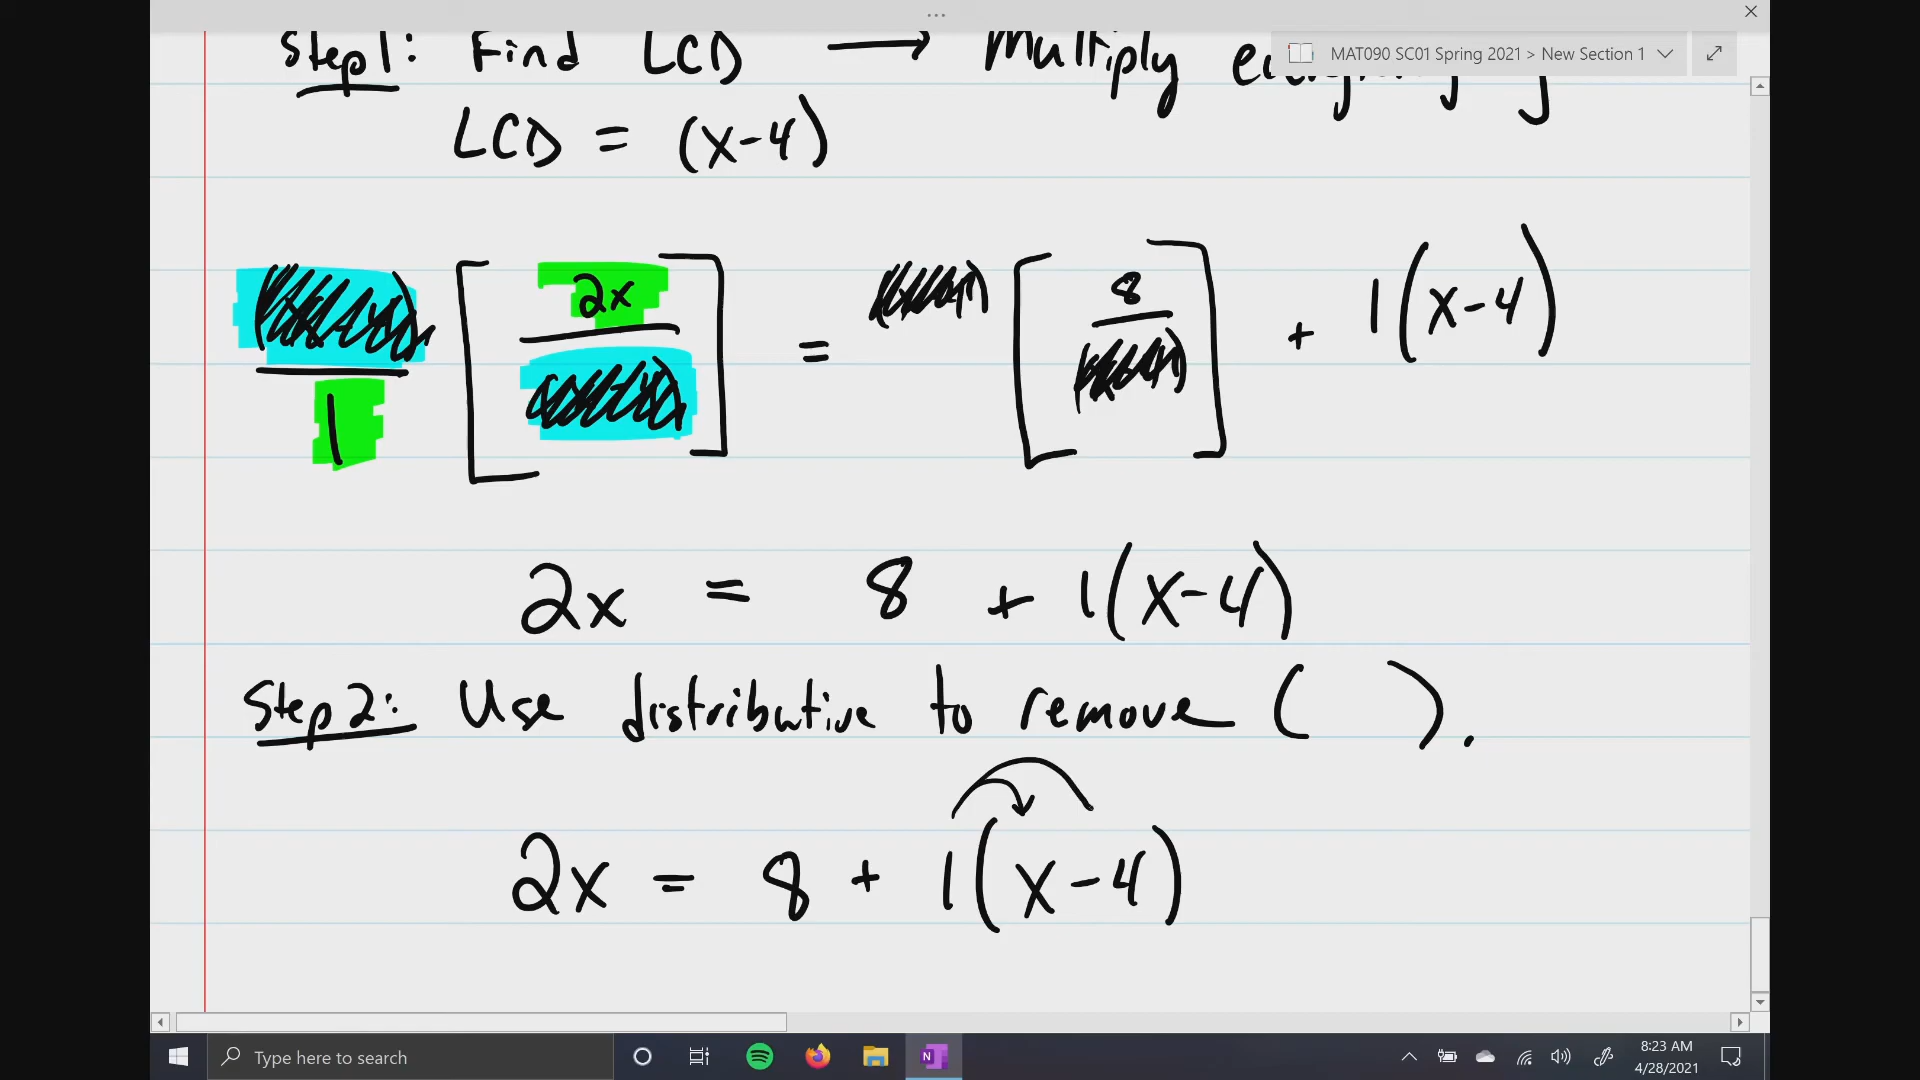 ...
MAT090 SC01 Spring 2021 > New Section 1
Step 1: Find LCD → Multiply
LCD = (x-4)
1 [2x] = [8] + 1(x-4)
2x = 8 + 1(x-4)
Step 2: Use distributive to remove ( ).
2x = 8 + 1(x-4)
Type here to search
8:23 AM
4/28/2021